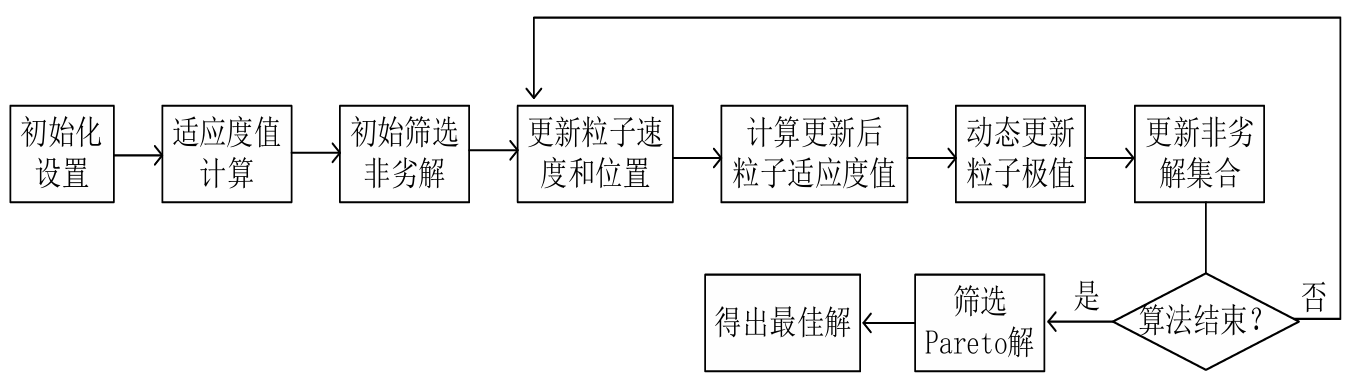 初始化
设置
适应度值
计算
初始筛选
非劣解
更新粒子速
度和位置
计算更新后
粒子适应度值
动态更新
粒子极值
更新非劣
解集合
算法结束?
否
是
筛选
Pareto解
得出最佳解